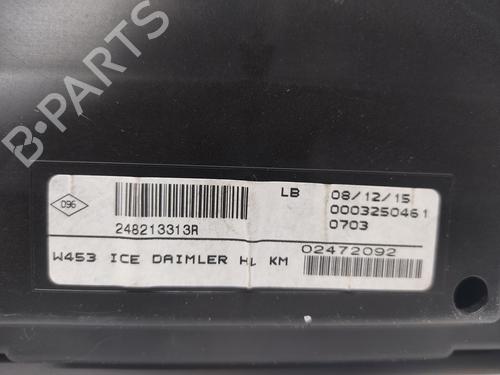 B-PARTS
D96
248213313R
LB
08/12/15
0003250461
0703
02472092
W453 ICE DAIMLER HL KM